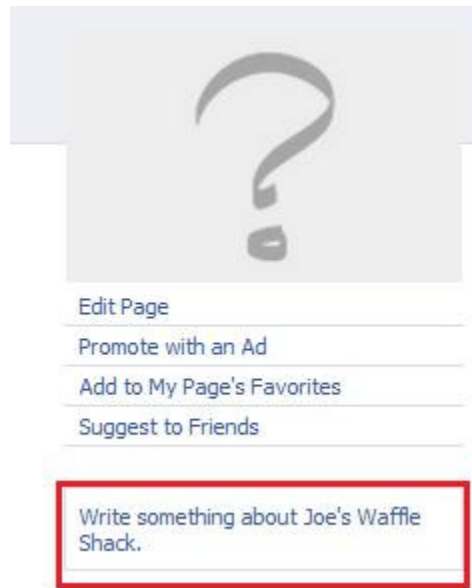 ?
Edit Page
Promote with an Ad
Add to My Page's Favorites
Suggest to Friends
Write something about Joe's Waffle
Shack.